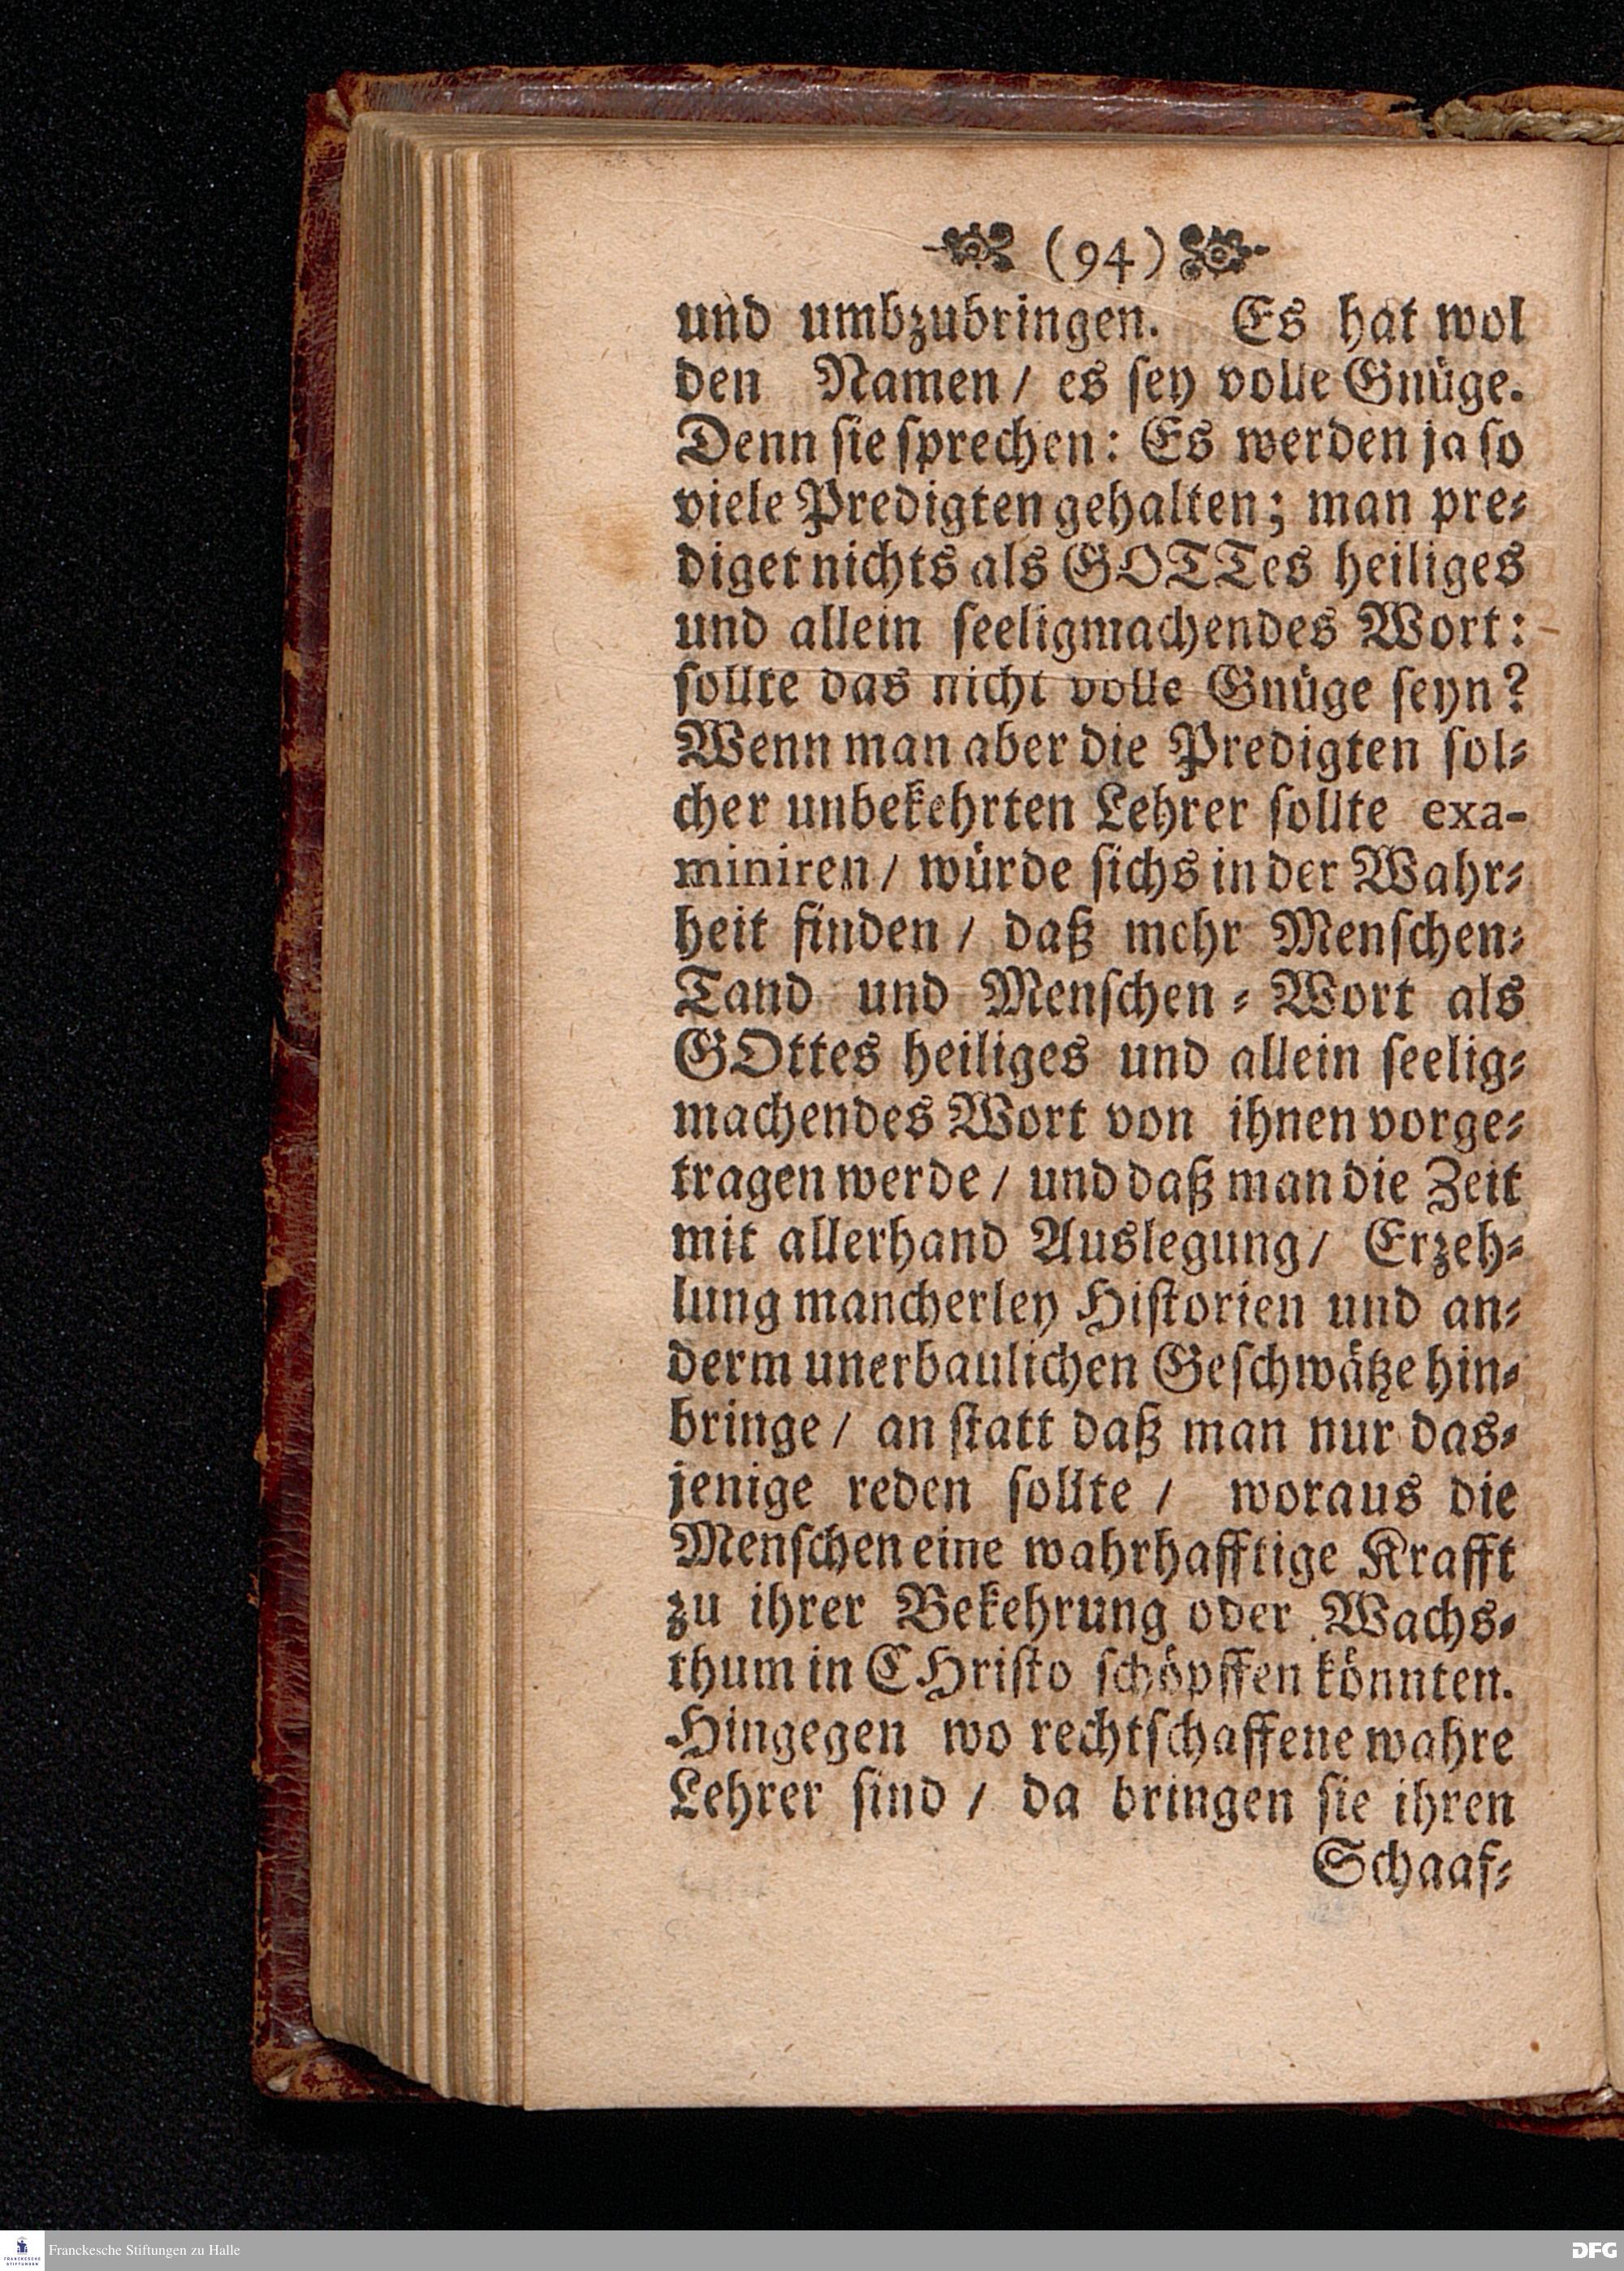 (94)
und umbzubringen. Es hat wol
den Namen / es sey volle Gnüge.
Denn sie sprechen: Es werden ja so
viele Predigten gehalten; man pre-
diget nichts als GOTTes heiliges
und allein seeligmachendes Wort:
sollte das nicht volle Gnüge seyn?
Wenn man aber die Predigten sol-
cher unbekehrten Lehrer sollte exa-
miniren / würde sichs in der Wahr-
heit finden / daß mehr Menschen-
Tand und Menschen-Wort als
GOttes heiliges und allein seelig-
machendes Wort von ihnen vorge-
tragen werde / und daß man die Zeit
mit allerhand Auslegung / Erzeh-
lung mancherley Historien und an-
derm unerbaulichen Geschwätze hin-
bringe / an statt daß man nur das-
jenige reden sollte / woraus die
Menschen eine wahrhafftige Krafft
zu ihrer Bekehrung oder Wachs-
thum in CHristo schöpffen könnten.
Hingegen wo rechtschaffene wahre
Lehrer sind / da bringen sie ihren
Schaaf-
FRANCKESCHE
STIFTUNGEN
Franckesche Stiftungen zu Halle
DFG